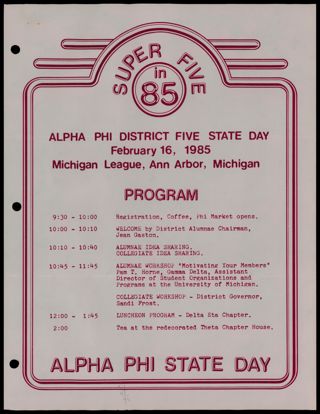 SUPER FIVE
in
85
ALPHA PHI DISTRICT FIVE STATE DAY
February 16, 1985
Michigan League, Ann Arbor, Michigan
PROGRAM
9:30 - 10:00 Registration, Coffee, Phi Market opens.
10:00 - 10:10 WELCOME by District Alumnae Chairman,
Jean Gaston.
10:10 - 10:40 ALUMNAE IDEA SHARING.
COLLEGIATE IDEA SHARING.
10:45 - 11:45 ALUMNAE WORKSHOP "Motivating Your Members"
Pam T. Horne, Gamma Delta, Assistant
Director of Student Organizations and
Programs at the University of Michigan.
COLLEGIATE WORKSHOP - District Governor,
Sandi Frost.
12:00 - 1:45 LUNCHEON PROGRAM - Delta Eta Chapter.
2:00 Tea at the redecorated Theta Chapter House.
ALPHA PHI STATE DAY